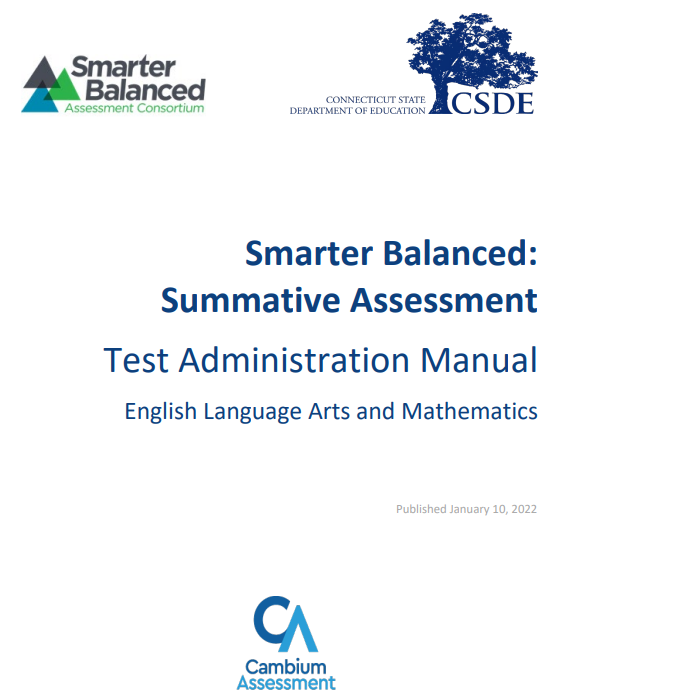 Smarter
Balanced
Assessment Consortium
CONNECTICUT STATE
DEPARTMENT OF EDUCATION
CSDE
Smarter Balanced:
Summative Assessment
Test Administration Manual
English Language Arts and Mathematics
Published January 10, 2022
CA
Cambium
Assessment